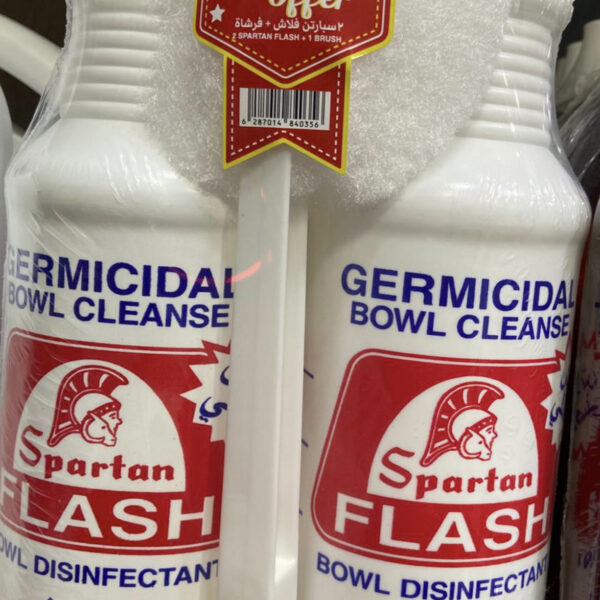 offer
٢ سبارتن فلاش + فرشاة
2 SPARTAN FLASH + 1 BRUSH
6 287014 840356
GERMICIDAL
BOWL CLEANSE
Spartan
FLASH
BOWL DISINFECTANT
GERMICIDAL
BOWL CLEANSE
Spartan
FLASH
BOWL DISINFECTANT